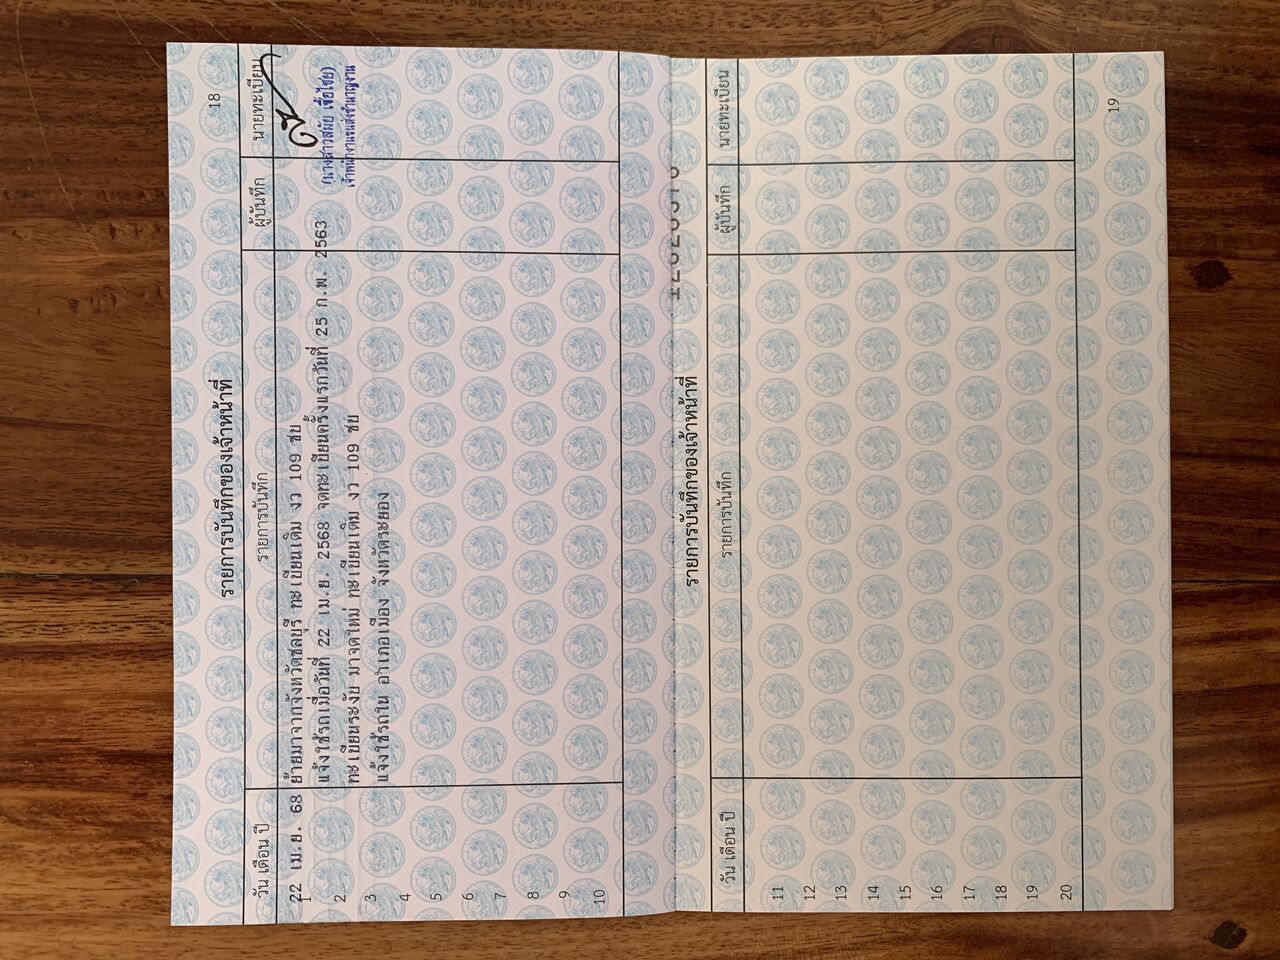 18
รายการบันทึกของเจ้าหน้าที่
วัน เดือน ปี รายการบันทึก ผู้บันทึก นายทะเบียน
22 เม.ย. 68 ย้ายมาจากจังหวัดชลบุรี ทะเบียนเดิม งว 109 ชบ
1
แจ้งใช้รถเมื่อวันที่ 22 เม.ย. 2568 จดทะเบียนครั้งแรกวันที่ 25 ก.พ. 2563
2
ทะเบียนระงับ มาจดใหม่ ทะเบียนเดิม งว 109 ชบ
3
แจ้งใช้รถใน อำเภอเมือง จังหวัดระยอง
(นางสาวสมัย เชื้อไชย)
เจ้าพนักงานขนส่งชำนาญงาน
4
5
6
7
8
9
10
รายการบันทึกของเจ้าหน้าที่
วัน เดือน ปี รายการบันทึก ผู้บันทึก นายทะเบียน
11
12
13
14
15
16
17
18
19
20
19